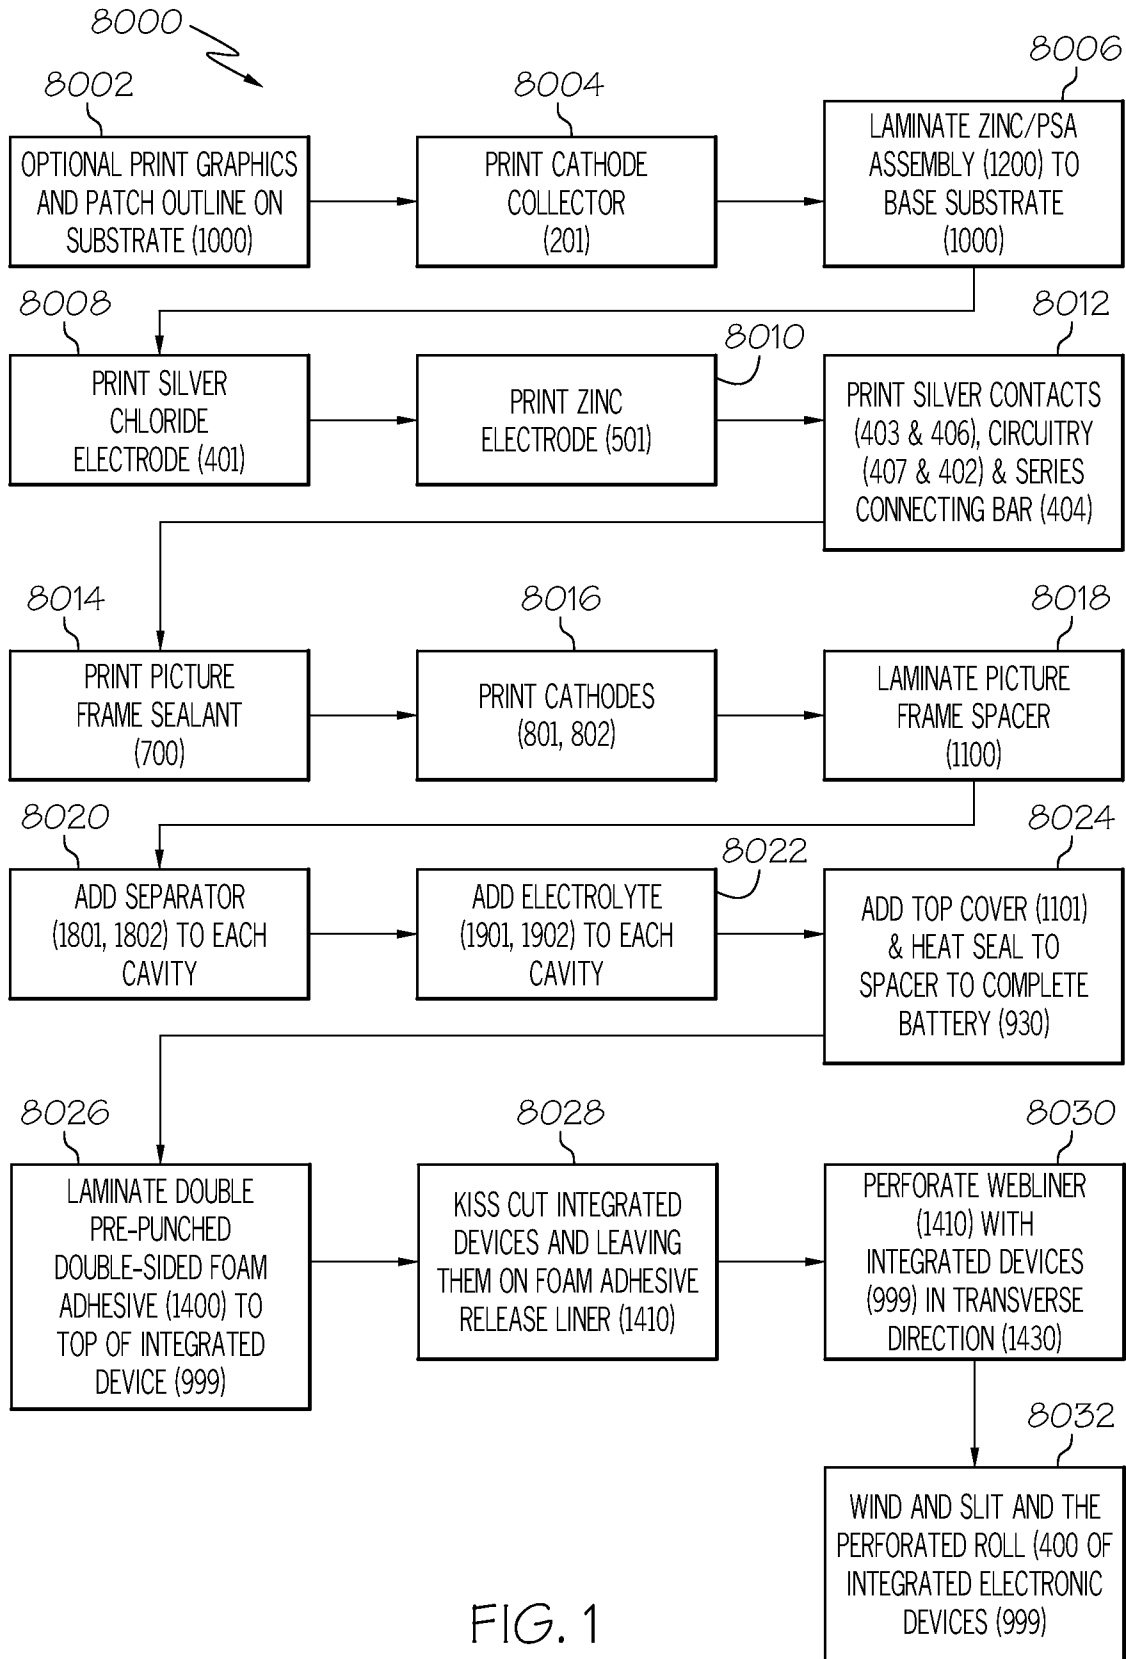 8000
8002
OPTIONAL PRINT GRAPHICS
AND PATCH OUTLINE ON
SUBSTRATE (1000)
8004
PRINT CATHODE
COLLECTOR
(201)
8006
LAMINATE ZINC/PSA
ASSEMBLY (1200) TO
BASE SUBSTRATE
(1000)
8008
PRINT SILVER
CHLORIDE
ELECTRODE (401)
8010
PRINT ZINC
ELECTRODE (501)
8012
PRINT SILVER CONTACTS
(403 & 406), CIRCUITRY
(407 & 402) & SERIES
CONNECTING BAR (404)
8014
PRINT PICTURE
FRAME SEALANT
(700)
8016
PRINT CATHODES
(801, 802)
8018
LAMINATE PICTURE
FRAME SPACER
(1100)
8020
ADD SEPARATOR
(1801, 1802) TO EACH
CAVITY
8022
ADD ELECTROLYTE
(1901, 1902) TO EACH
CAVITY
8024
ADD TOP COVER (1101)
& HEAT SEAL TO
SPACER TO COMPLETE
BATTERY (930)
8026
LAMINATE DOUBLE
PRE-PUNCHED
DOUBLE-SIDED FOAM
ADHESIVE (1400) TO
TOP OF INTEGRATED
DEVICE (999)
8028
KISS CUT INTEGRATED
DEVICES AND LEAVING
THEM ON FOAM ADHESIVE
RELEASE LINER (1410)
8030
PERFORATE WEBLINER
(1410) WITH
INTEGRATED DEVICES
(999) IN TRANSVERSE
DIRECTION (1430)
8032
WIND AND SLIT AND THE
PERFORATED ROLL (400 OF
INTEGRATED ELECTRONIC
DEVICES (999)
FIG. 1